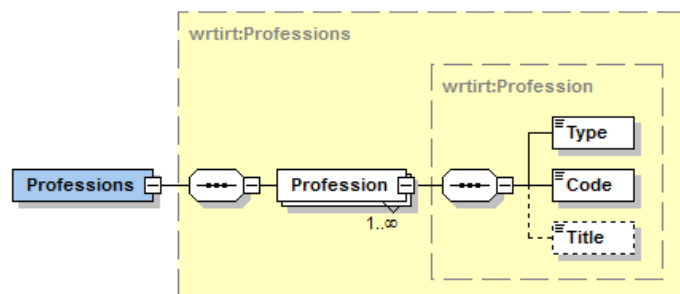 wrtirt:Professions
wrtirt:Profession
Type
Professions
Profession
Code
1..∞
Title